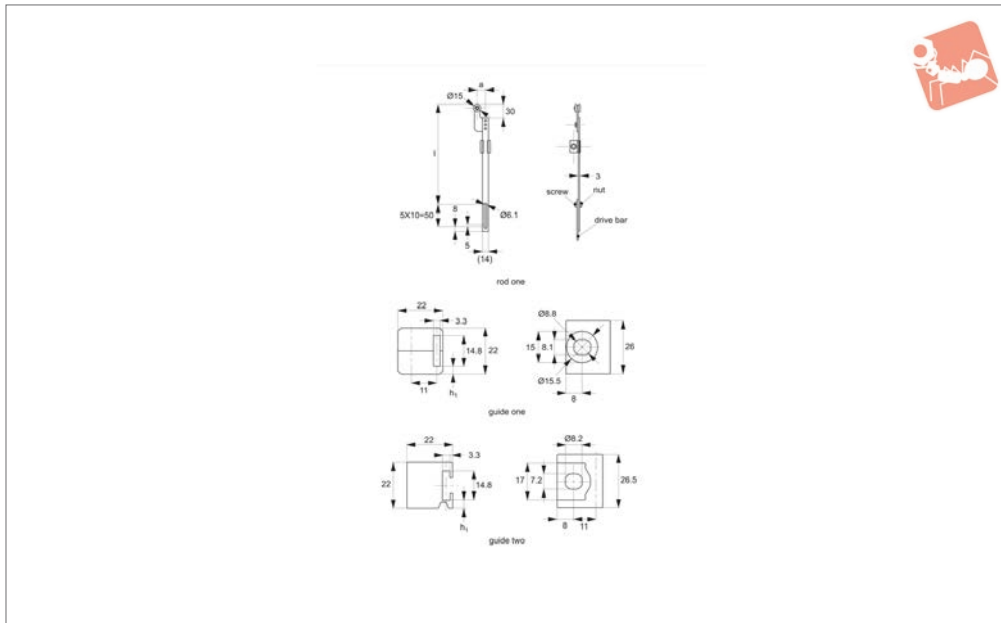 a
Ø15
30
l
3
screw
nut
5X10=50
8
Ø6.1
drive bar
5
(14)
rod one
22
3.3
Ø8.8
14.8
22
15
8.1
26
11
h1
Ø15.5
8
guide one
22
3.3
Ø8.2
22
14.8
17
7.2
26.5
h1
8
11
guide two